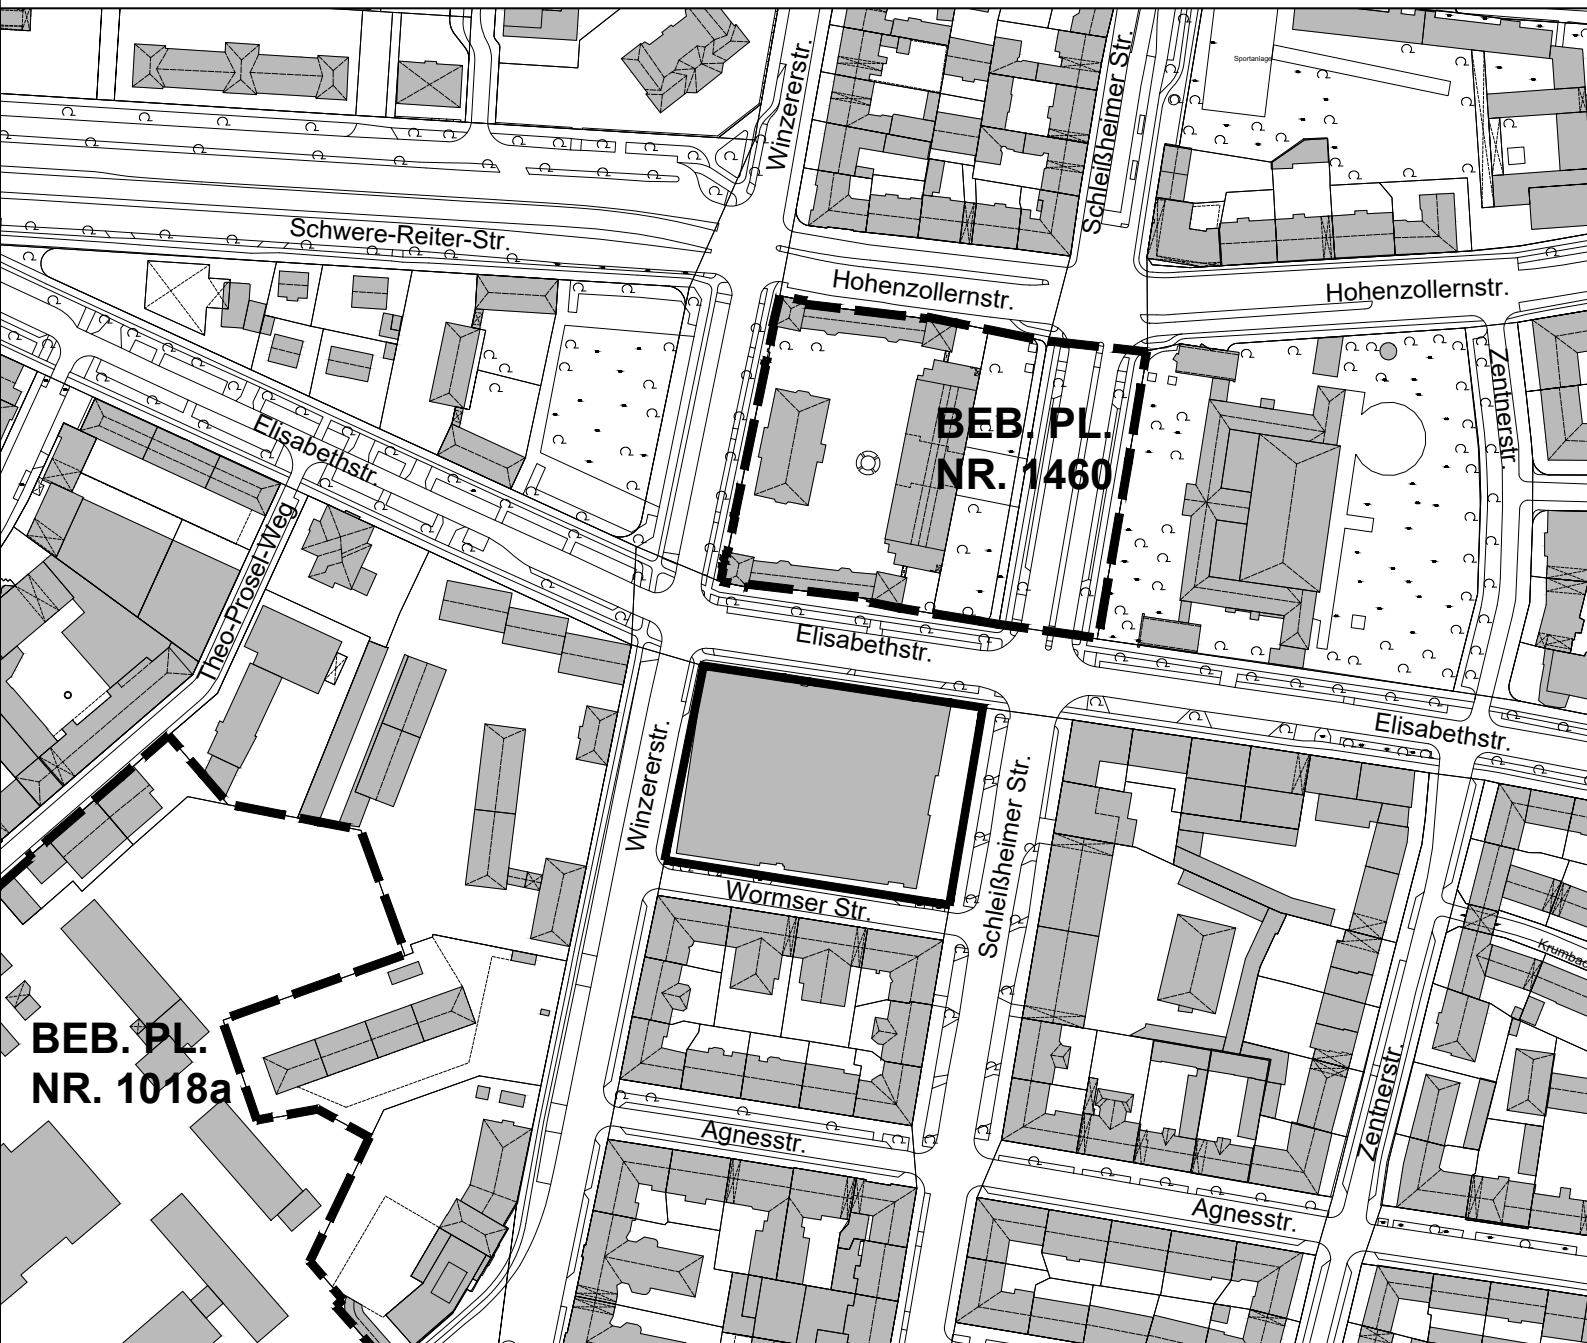 Sportanlage
Winzererstr.
Schleißheimer Str.
Schwere-Reiter-Str.
Hohenzollernstr.
Hohenzollernstr.
Zentnerstr.
BEB. PL.
NR. 1460
Elisabethstr.
Theo-Prosel-Weg
Elisabethstr.
Elisabethstr.
Winzererstr.
Schleißheimer Str.
Wormser Str.
BEB. PL.
NR. 1018a
Zentnerstr.
Agnesstr.
Agnesstr.